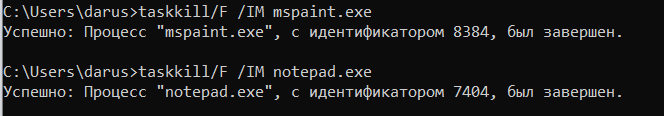 C:\Users\darus>taskkill/F /IM mspaint.exe
Успешно: Процесс "mspaint.exe", с идентификатором 8384, был завершен.
C:\Users\darus>taskkill/F /IM notepad.exe
Успешно: Процесс "notepad.exe", с идентификатором 7404, был завершен.